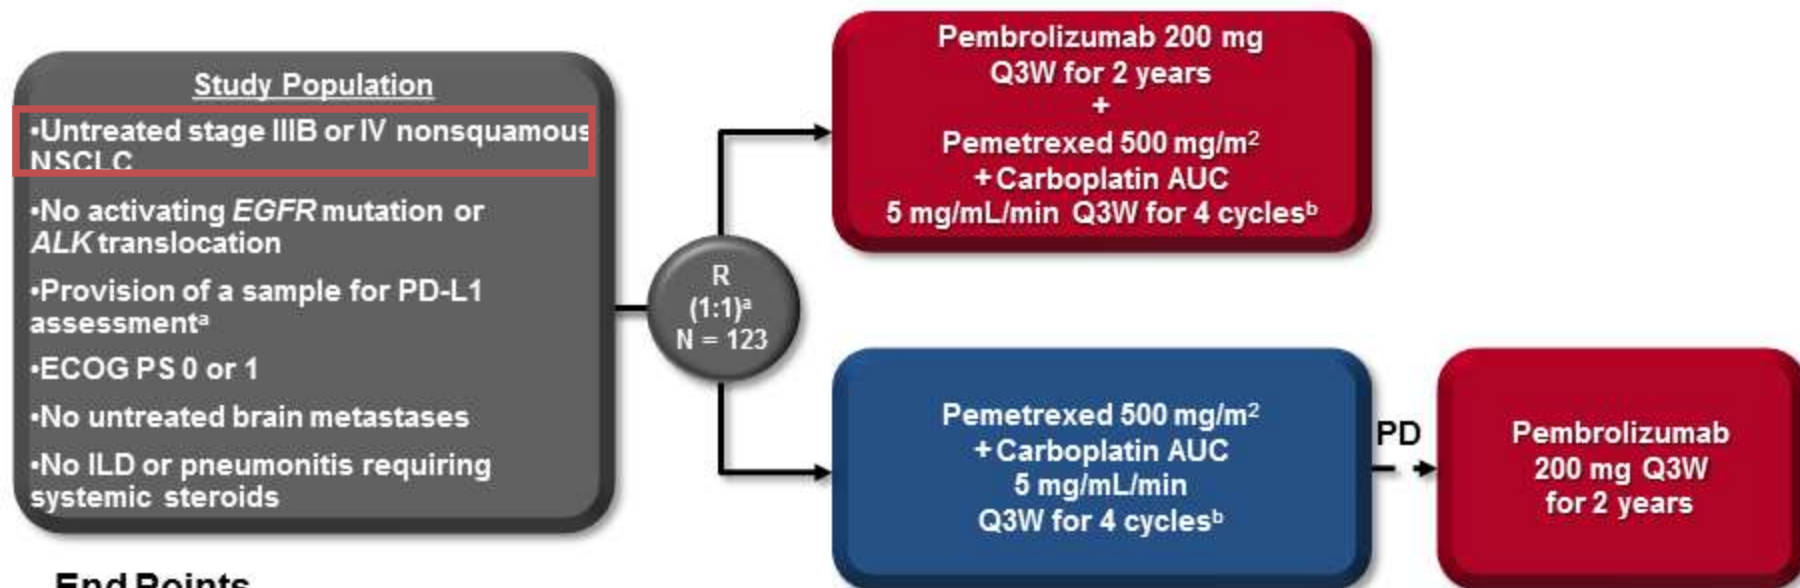 Study Population
•Untreated stage IIIB or IV nonsquamous
NSCLC
•No activating EGFR mutation or
ALK translocation
•Provision of a sample for PD-L1
assessmentᵃ
•ECOG PS 0 or 1
•No untreated brain metastases
•No ILD or pneumonitis requiring
systemic steroids
R
(1:1)ᵃ
N = 123
Pembrolizumab 200 mg
Q3W for 2 years
+
Pemetrexed 500 mg/m²
+ Carboplatin AUC
5 mg/mL/min Q3W for 4 cyclesᵇ
Pemetrexed 500 mg/m²
+ Carboplatin AUC
5 mg/mL/min
Q3W for 4 cyclesᵇ
PD
Pembrolizumab
200 mg Q3W
for 2 years
End Points